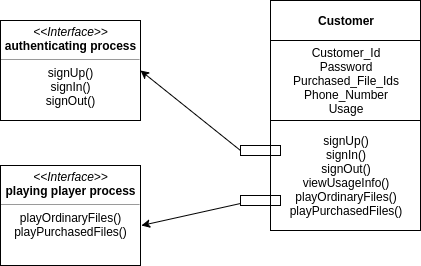 <<Interface>>
authenticating process
signUp()
signIn()
signOut()
<<Interface>>
playing player process
playOrdinaryFiles()
playPurchasedFiles()
Customer
Customer_Id
Password
Purchased_File_Ids
Phone_Number
Usage
signUp()
signIn()
signOut()
viewUsageInfo()
playOrdinaryFiles()
playPurchasedFiles()